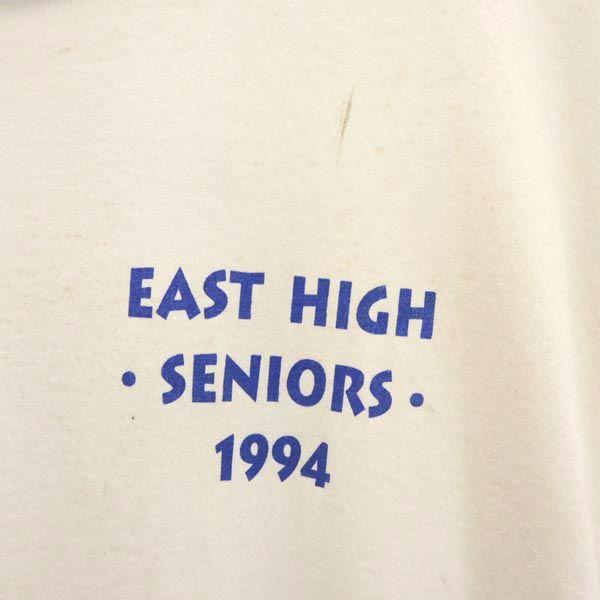 EAST HIGH
• SENIORS •
1994